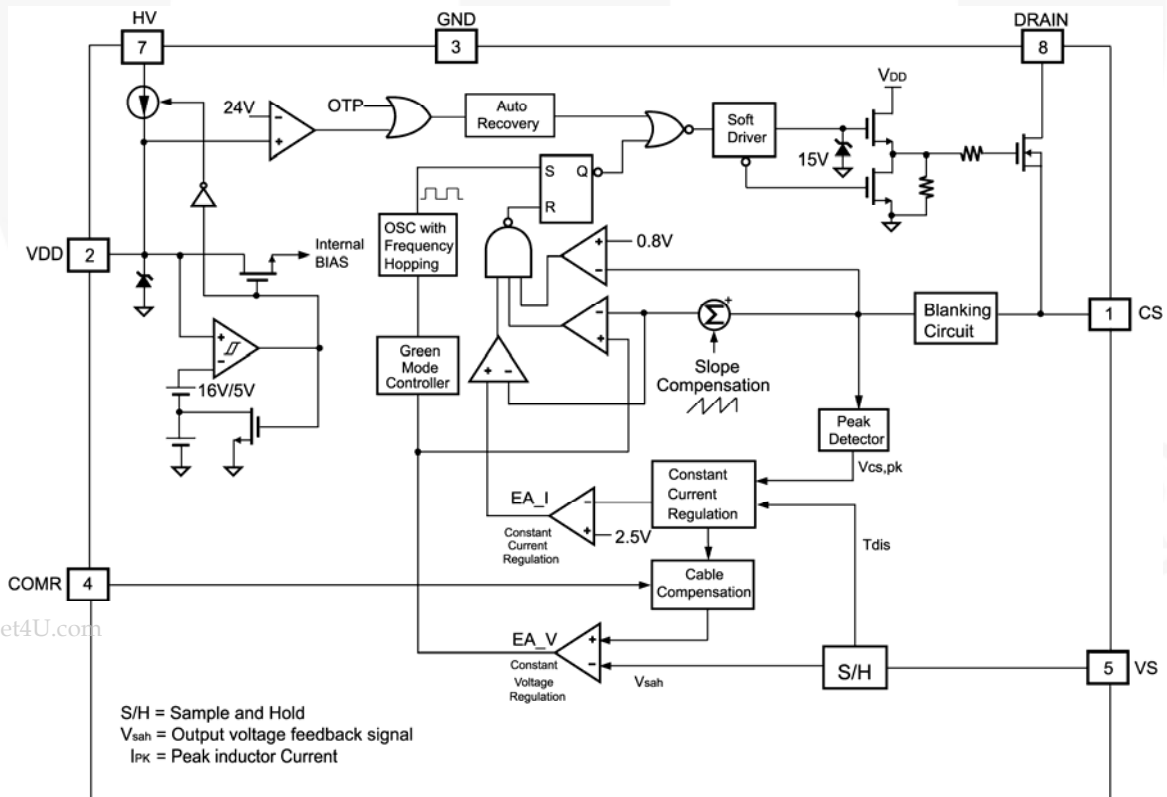 HV
GND
DRAIN
7
3
8
VDD
24V
OTP
Auto
Recovery
Soft
Driver
15V
S
Q
R
OSC with
Frequency
Hopping
0.8V
VDD
2
Internal
BIAS
Blanking
Circuit
1
CS
Σ
+
Slope
Compensation
Green
Mode
Controller
16V/5V
Peak
Detector
Vcs,pk
Constant
Current
Regulation
EA_I
2.5V
Constant
Current
Regulation
Tdis
COMR
4
Cable
Compensation
et4U.com
EA_V
Constant
Voltage
Regulation
Vsah
S/H
5
VS
S/H = Sample and Hold
Vsah = Output voltage feedback signal
IPK = Peak inductor Current